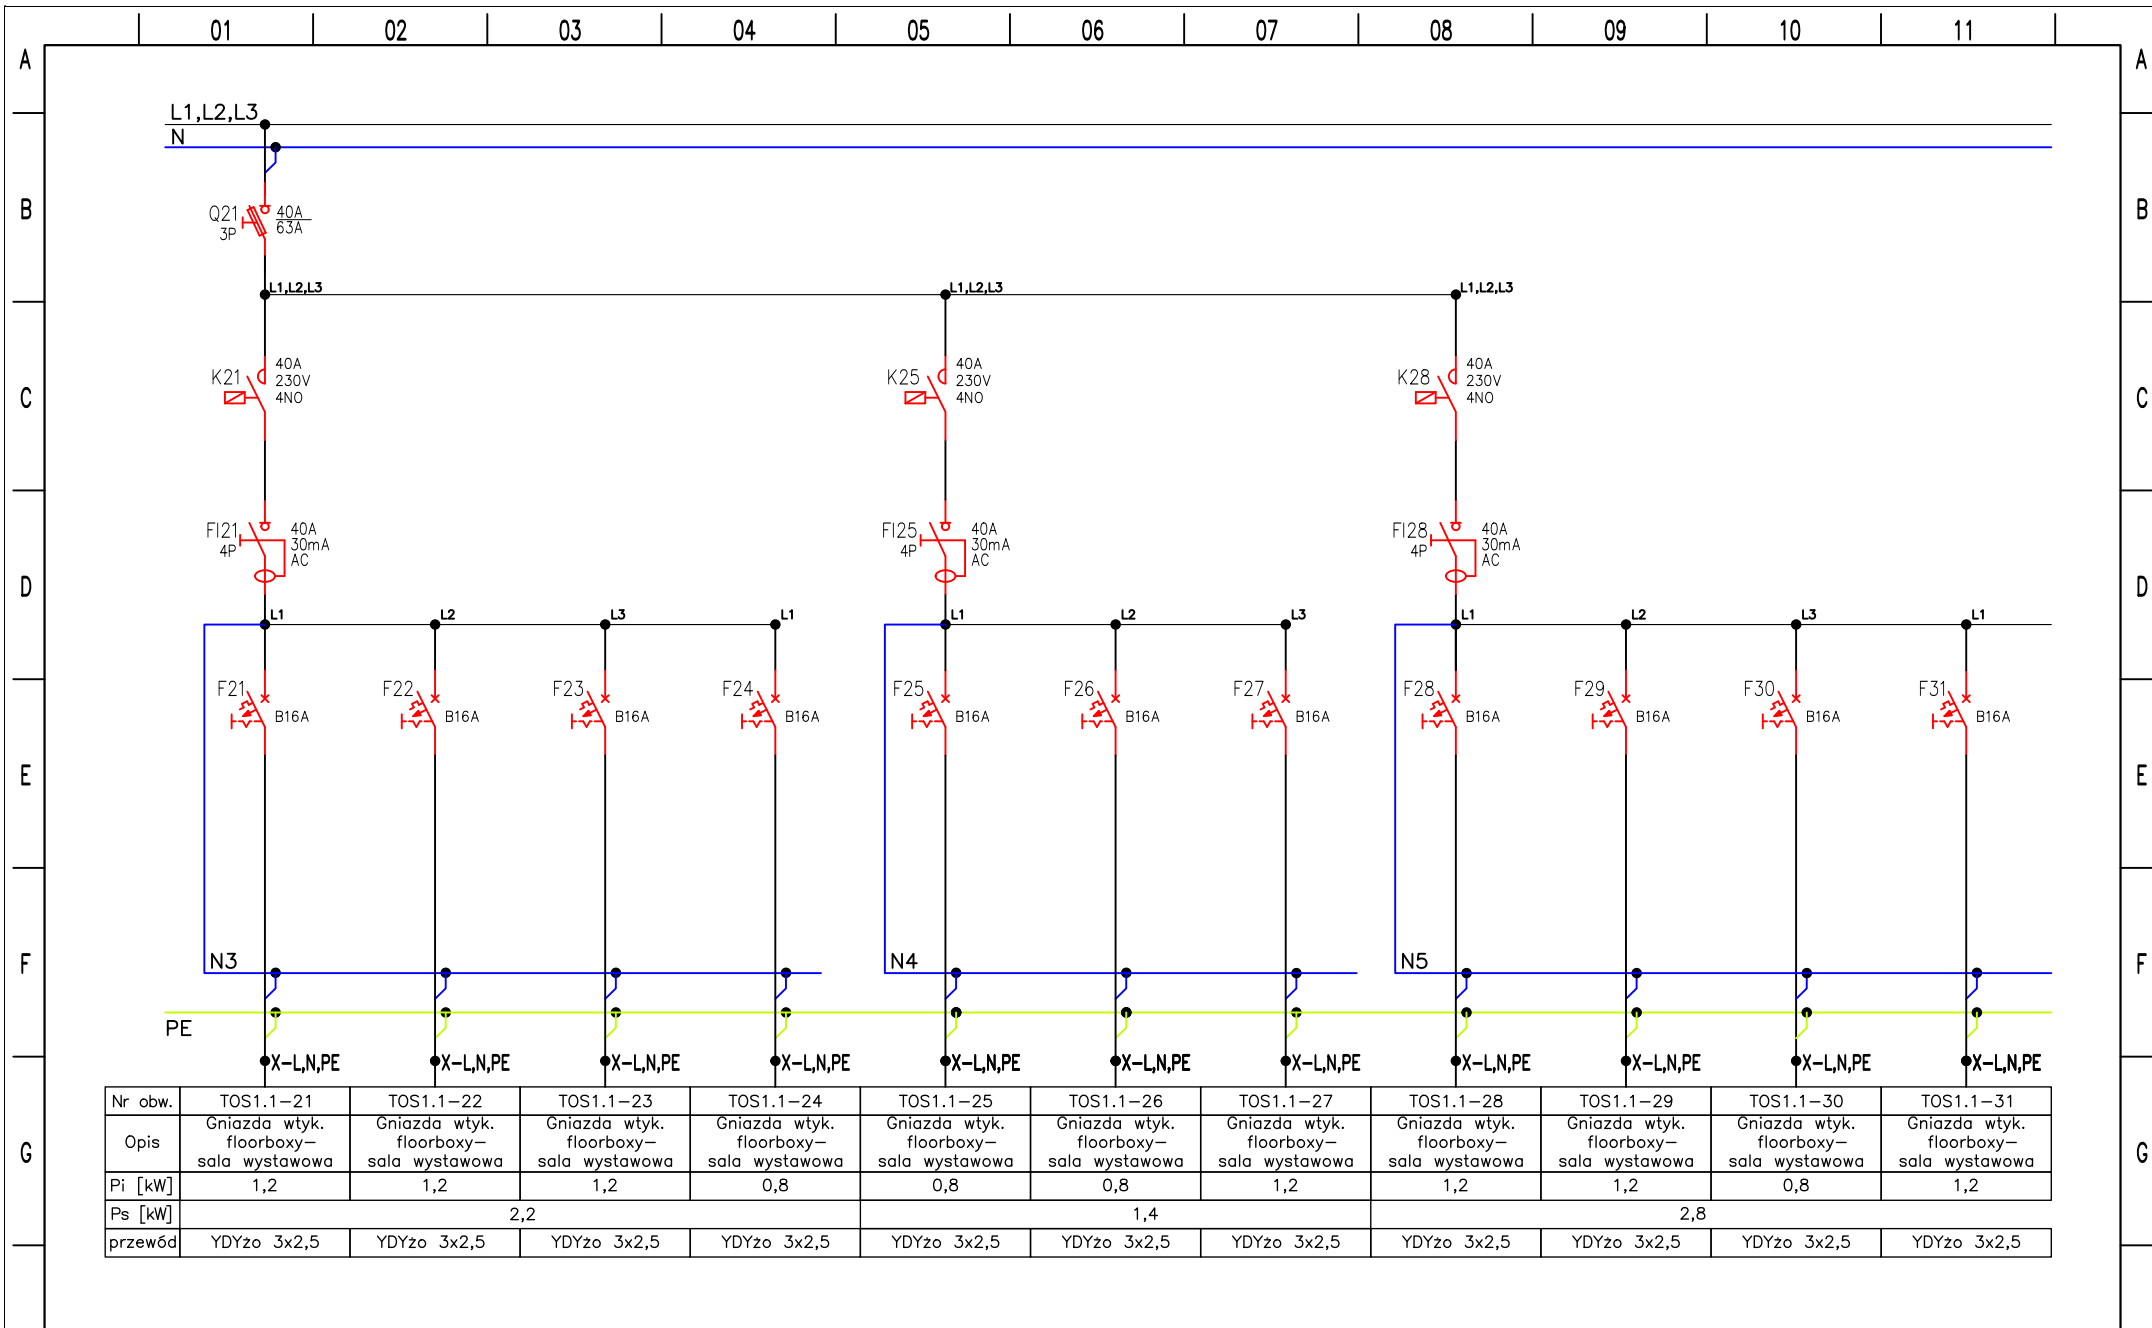 01 02 03 04 05 06 07 08 09 10 11
A A
L1,L2,L3
N
B B
Q21 40A
3P 63A
L1,L2,L3 L1,L2,L3 L1,L2,L3
40A 40A 40A
K21 230V K25 230V K28 230V
C 4NO 4NO 4NO C
FI21 40A FI25 40A FI28 40A
4P 30mA 4P 30mA 4P 30mA
AC AC AC
D D
L1 L2 L3 L1 L1 L2 L3 L1 L2 L3 L1
F21 F22 F23 F24 F25 F26 F27 F28 F29 F30 F31
B16A B16A B16A B16A B16A B16A B16A B16A B16A B16A B16A
E E
F N3 N4 N5 F
PE
X-L,N,PE X-L,N,PE X-L,N,PE X-L,N,PE X-L,N,PE X-L,N,PE X-L,N,PE X-L,N,PE X-L,N,PE X-L,N,PE X-L,N,PE
Nr obw. TOS1.1-21 TOS1.1-22 TOS1.1-23 TOS1.1-24 TOS1.1-25 TOS1.1-26 TOS1.1-27 TOS1.1-28 TOS1.1-29 TOS1.1-30 TOS1.1-31
Gniazda wtyk. Gniazda wtyk. Gniazda wtyk. Gniazda wtyk. Gniazda wtyk. Gniazda wtyk. Gniazda wtyk. Gniazda wtyk. Gniazda wtyk. Gniazda wtyk. Gniazda wtyk.
G Opis floorboxy- floorboxy- floorboxy- floorboxy- floorboxy- floorboxy- floorboxy- floorboxy- floorboxy- floorboxy- floorboxy- G
sala wystawowa sala wystawowa sala wystawowa sala wystawowa sala wystawowa sala wystawowa sala wystawowa sala wystawowa sala wystawowa sala wystawowa sala wystawowa
Pi [kW] 1,2 1,2 1,2 0,8 0,8 0,8 1,2 1,2 1,2 0,8 1,2
Ps [kW] 2,2 1,4 2,8
przewód YDYżo 3x2,5 YDYżo 3x2,5 YDYżo 3x2,5 YDYżo 3x2,5 YDYżo 3x2,5 YDYżo 3x2,5 YDYżo 3x2,5 YDYżo 3x2,5 YDYżo 3x2,5 YDYżo 3x2,5 YDYżo 3x2,5